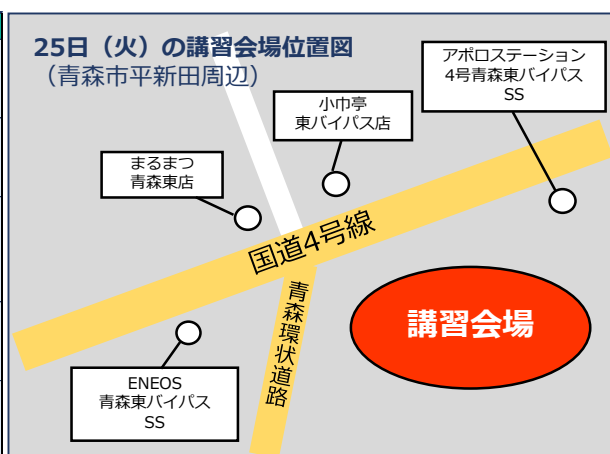 25日（火）の講習会場位置図
（青森市平新田周辺）
アポロステーション
4号青森東バイパス
SS
小巾亭
東バイパス店
まるまつ
青森東店
国道4号線
青森環状道路
講習会場
ENEOS
青森東バイパス
SS